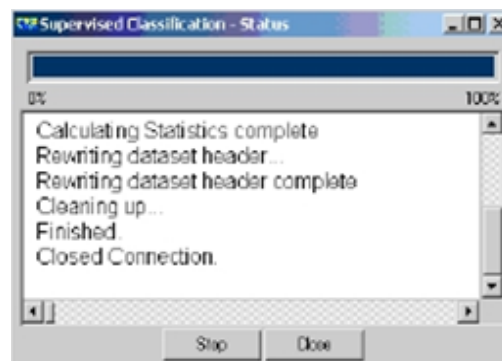 Supervised Classification - Status
0% 100%
Calculating Statistics complete
Rewriting dataset header...
Rewriting dataset header complete
Cleaning up...
Finished.
Closed Connection.
Stop Close